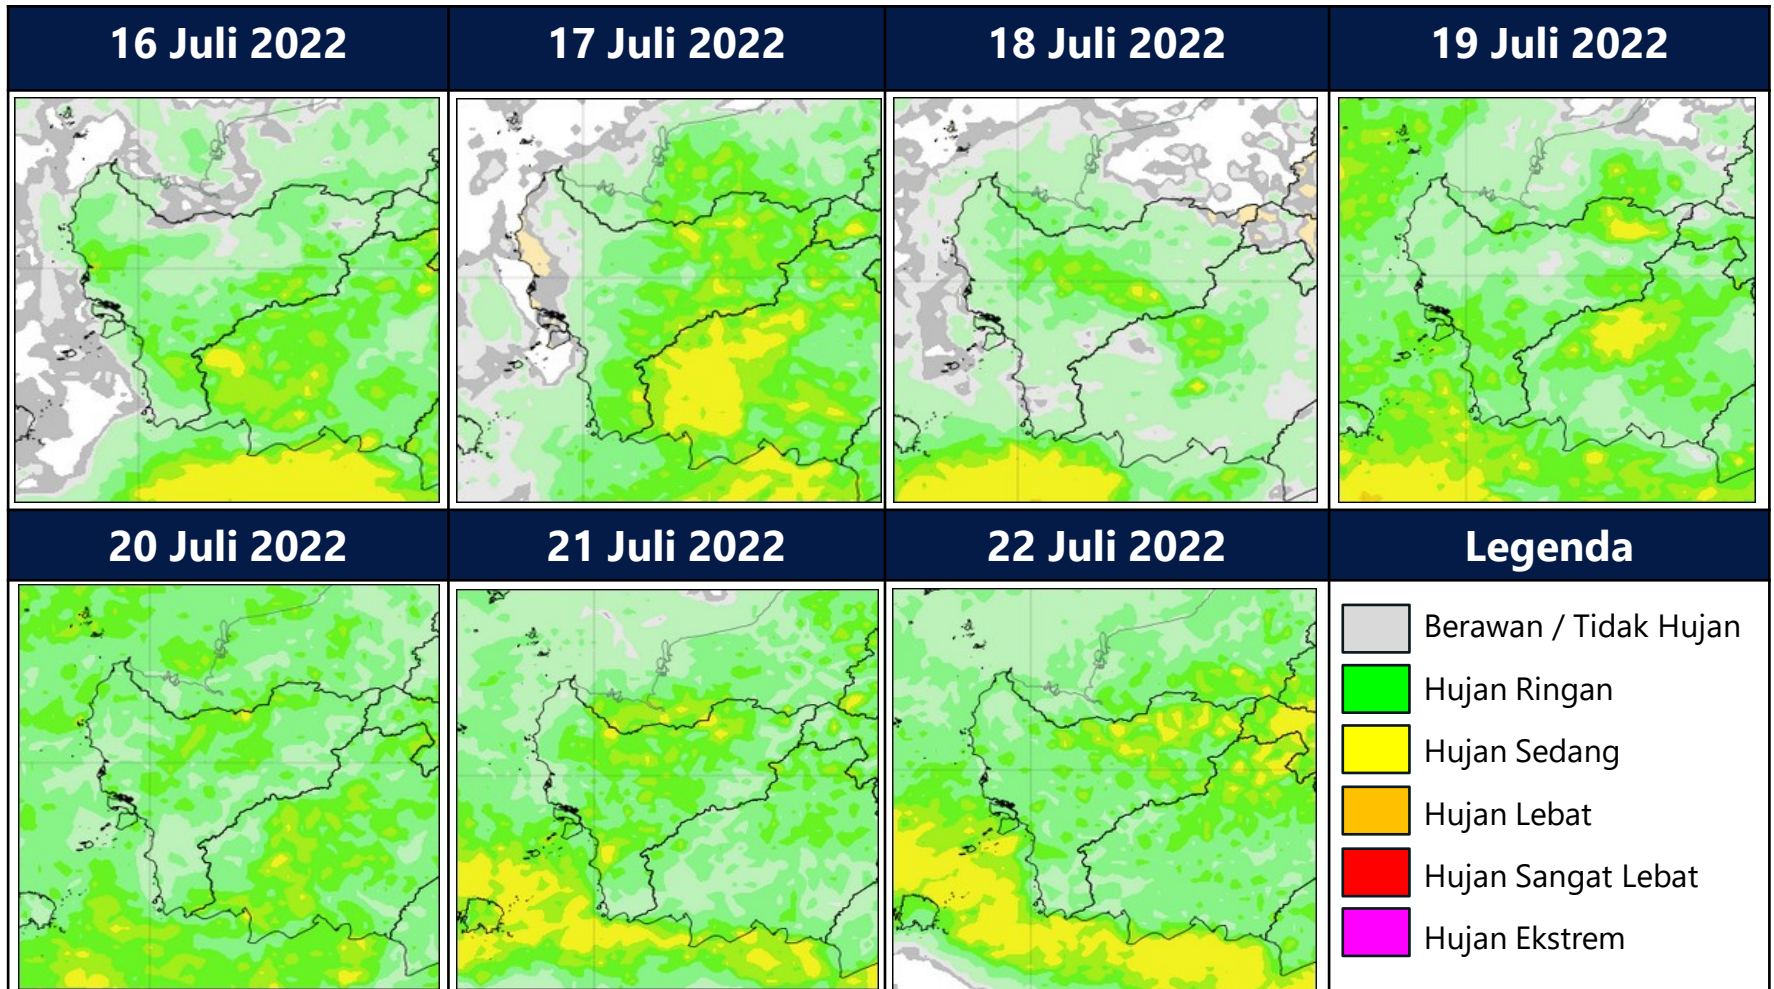 16 Juli 2022
17 Juli 2022
18 Juli 2022
19 Juli 2022
20 Juli 2022
21 Juli 2022
22 Juli 2022
Legenda
Berawan / Tidak Hujan
Hujan Ringan
Hujan Sedang
Hujan Lebat
Hujan Sangat Lebat
Hujan Ekstrem